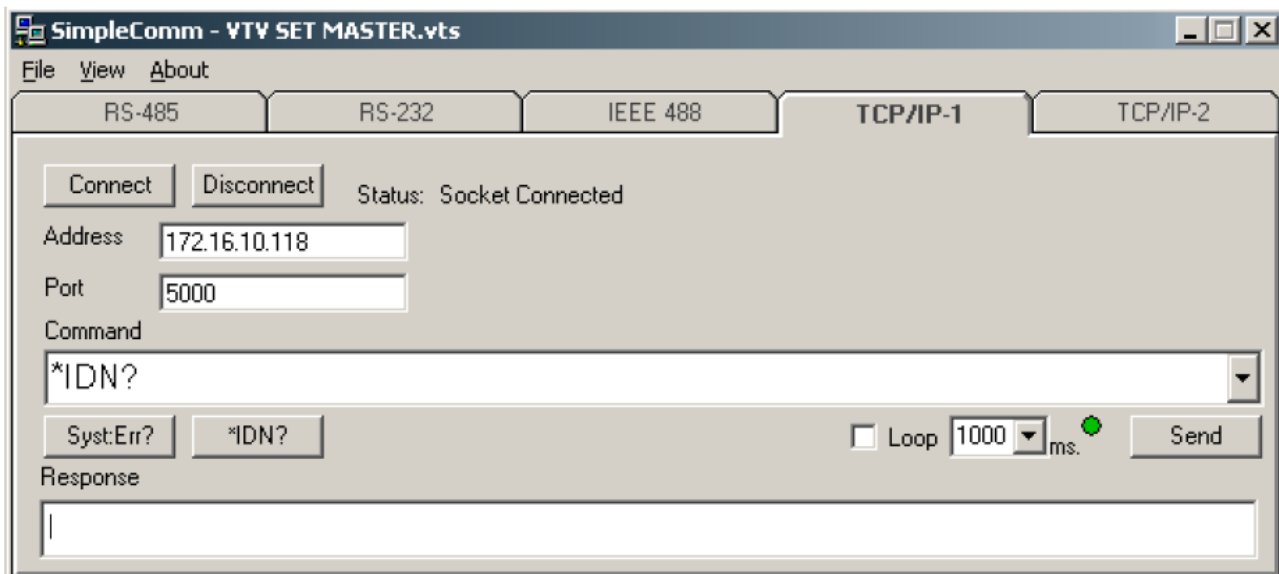 SimpleComm - VTV SET MASTER.vts
File View About
RS-485 RS-232 IEEE 488 TCP/IP-1 TCP/IP-2
Connect Disconnect Status: Socket Connected
Address 172.16.10.118
Port 5000
Command
*IDN?
Syst:Err? *IDN? Loop 1000 ms. Send
Response